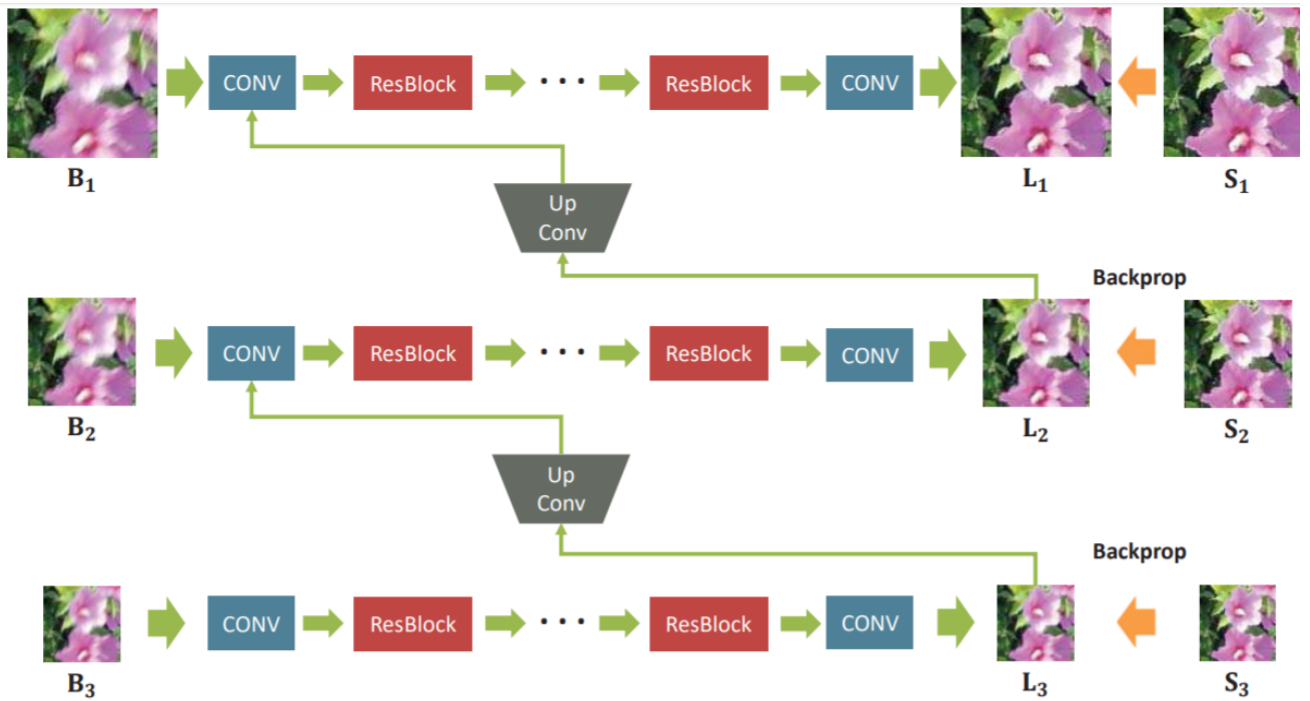 CONV ResBlock ... ResBlock CONV
B₁ L₁ S₁
Up
Conv
Backprop
CONV ResBlock ... ResBlock CONV
B₂ L₂ S₂
Up
Conv
Backprop
CONV ResBlock ... ResBlock CONV
B₃ L₃ S₃